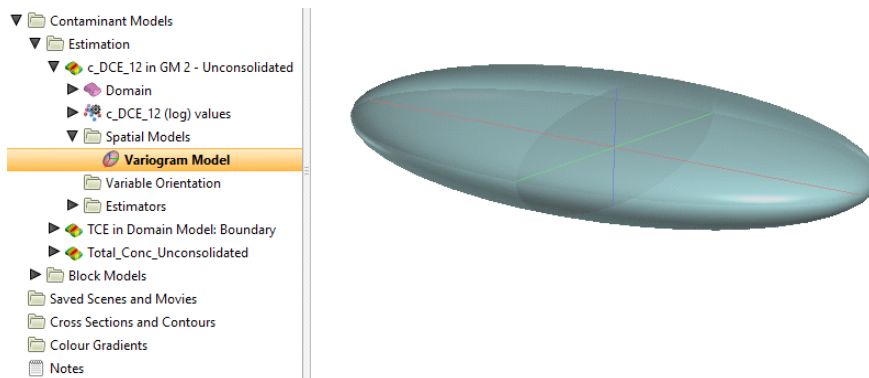 Contaminant Models
Estimation
c_DCE_12 in GM 2 - Unconsolidated
Domain
c_DCE_12 (log) values
Spatial Models
Variogram Model
Variable Orientation
Estimators
TCE in Domain Model: Boundary
Total_Conc_Unconsolidated
Block Models
Saved Scenes and Movies
Cross Sections and Contours
Colour Gradients
Notes